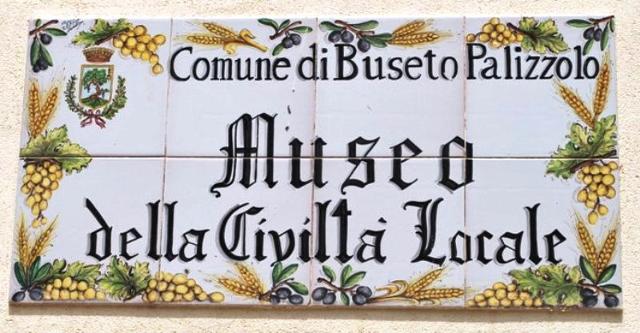 Comune di Buseto Palizzolo
Museo
della Civiltà Locale